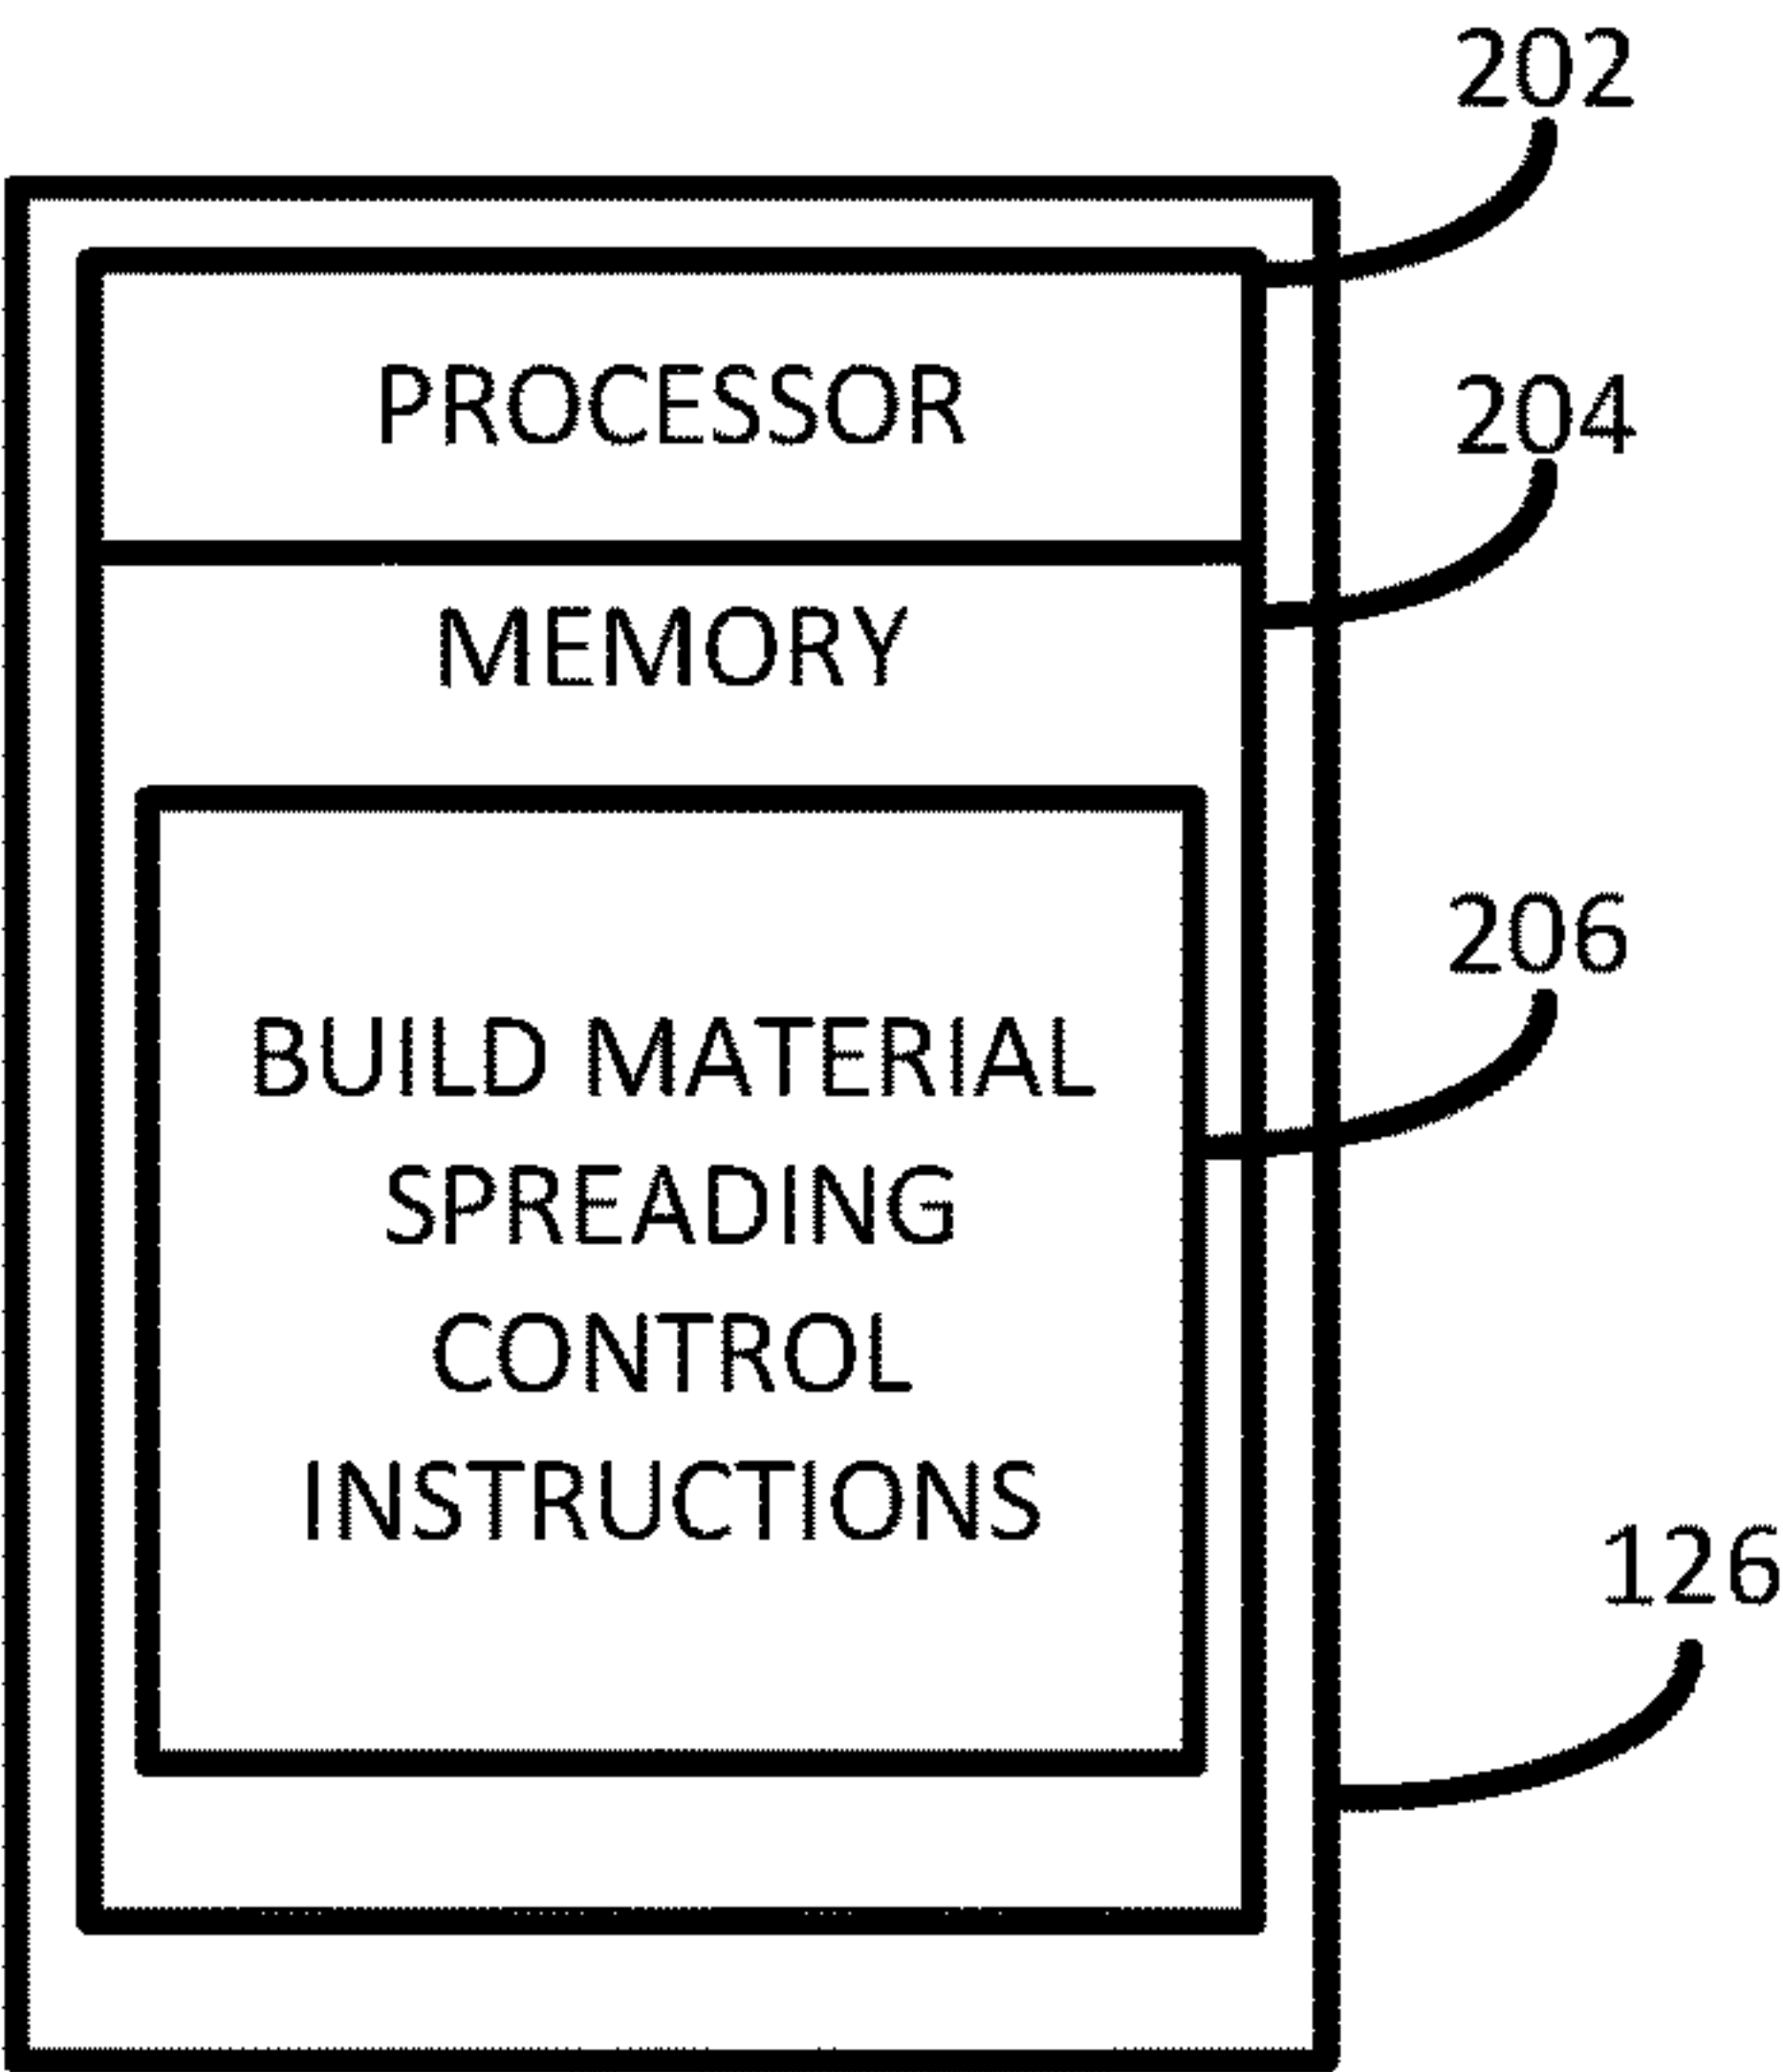 202
PROCESSOR
204
MEMORY
206
BUILD MATERIAL
SPREADING
CONTROL
INSTRUCTIONS
126